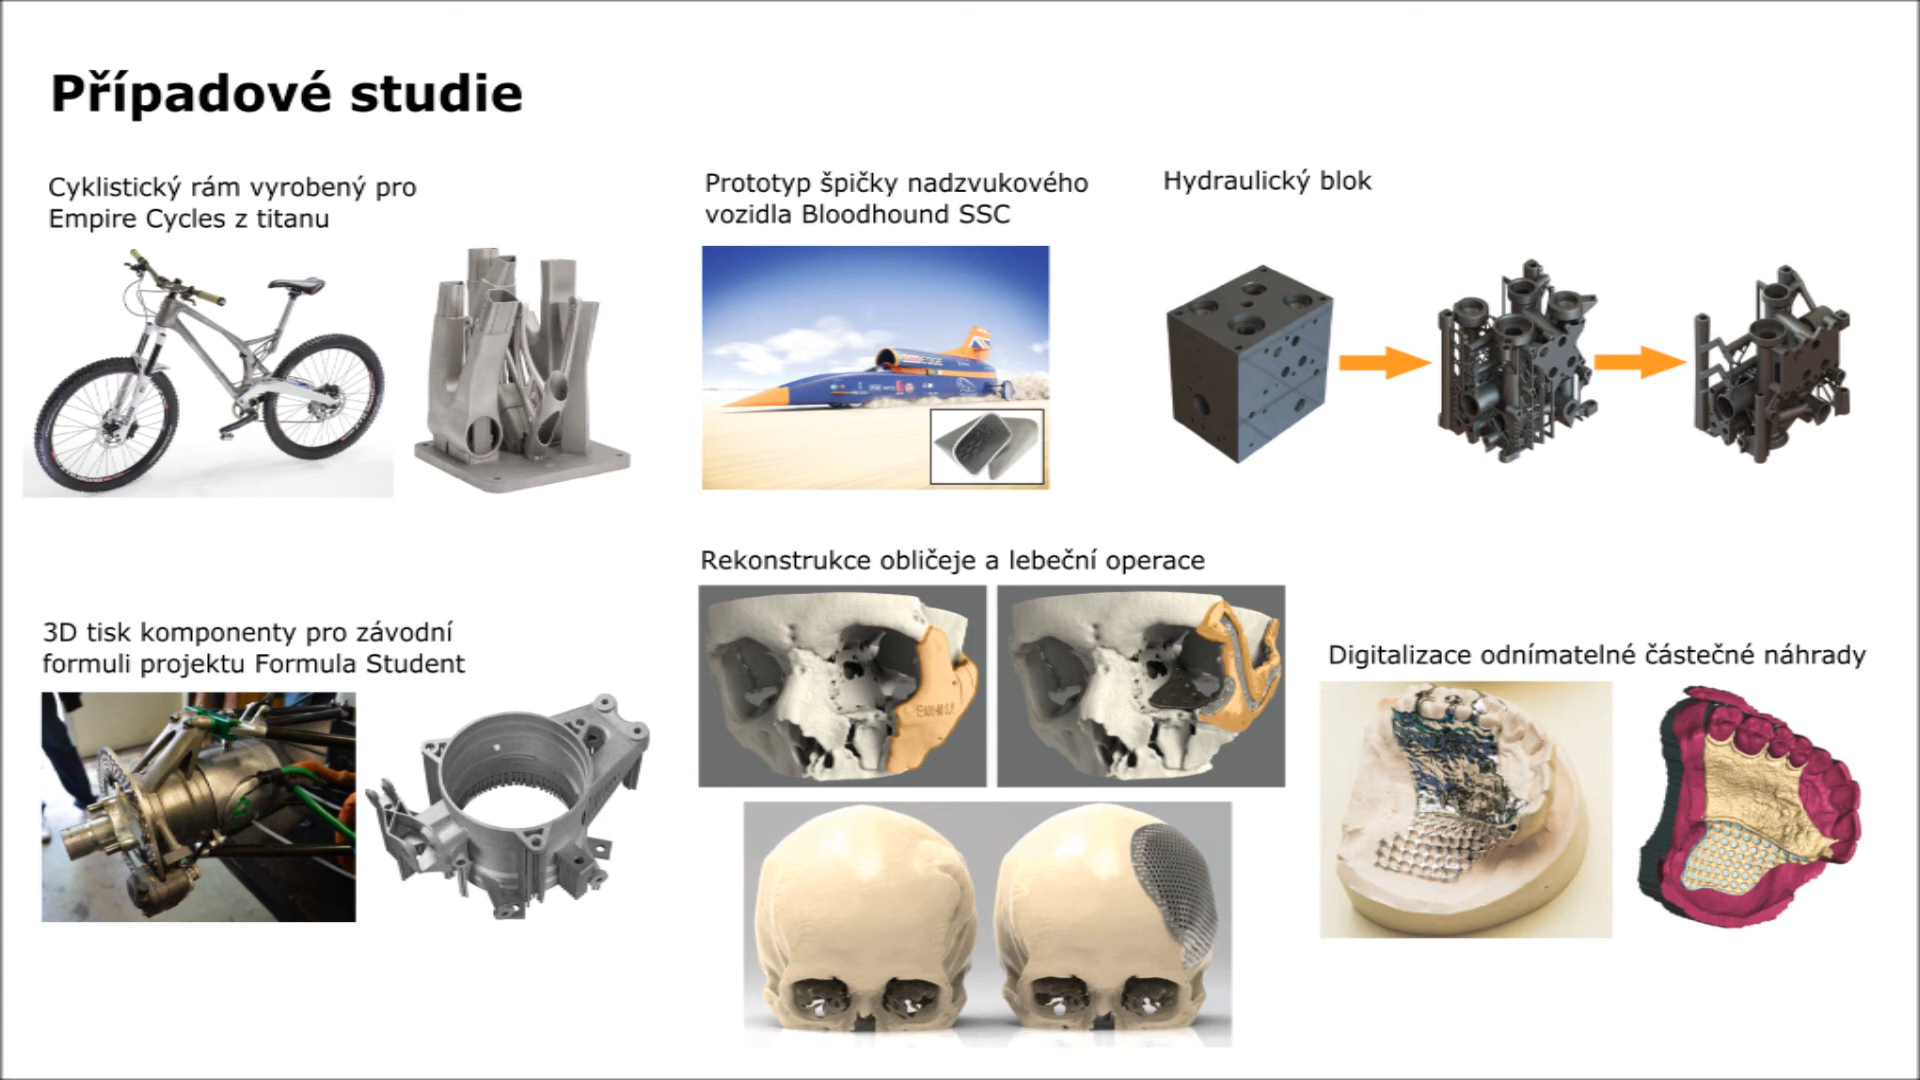 Případové studie
Cyklistický rám vyrobený pro
Empire Cycles z titanu
Prototyp špičky nadzvukového
vozidla Bloodhound SSC
Hydraulický blok
EDGE
Rekonstrukce obličeje a lebeční operace
3D tisk komponenty pro závodní
formuli projektu Formula Student
Digitalizace odnímatelné částečné náhrady